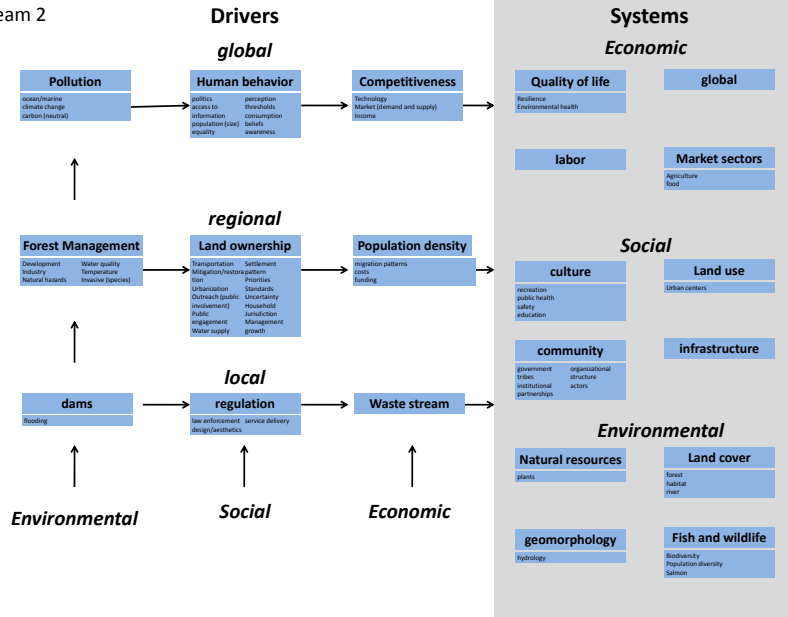 eam 2
Drivers
global
Pollution
ocean/marine
climate change
carbon (neutral)
Human behavior
politics
access to
information
population (size)
equality
perception
thresholds
consumption
beliefs
awareness
Competitiveness
Technology
Market (demand and supply)
Income
regional
Forest Management
Development
Industry
Natural hazards
Water quality
Temperature
Invasive (species)
Land ownership
Transportation
Mitigation/restora
tion
Urbanization
Outreach (public
involvement)
Public
engagement
Water supply
Settlement
pattern
Priorities
Standards
Uncertainty
Household
Jurisdiction
Management
growth
Population density
migration patterns
costs
funding
local
dams
flooding
regulation
law enforcement
design/aesthetics
service delivery
Waste stream
Environmental
Social
Economic
Systems
Economic
Quality of life
Resilience
Environmental health
global
labor
Market sectors
Agriculture
food
Social
culture
recreation
public health
safety
education
Land use
Urban centers
community
government
tribes
institutional
partnerships
organizational
structure
actors
infrastructure
Environmental
Natural resources
plants
Land cover
forest
habitat
river
geomorphology
hydrology
Fish and wildlife
Biodiversity
Population diversity
Salmon